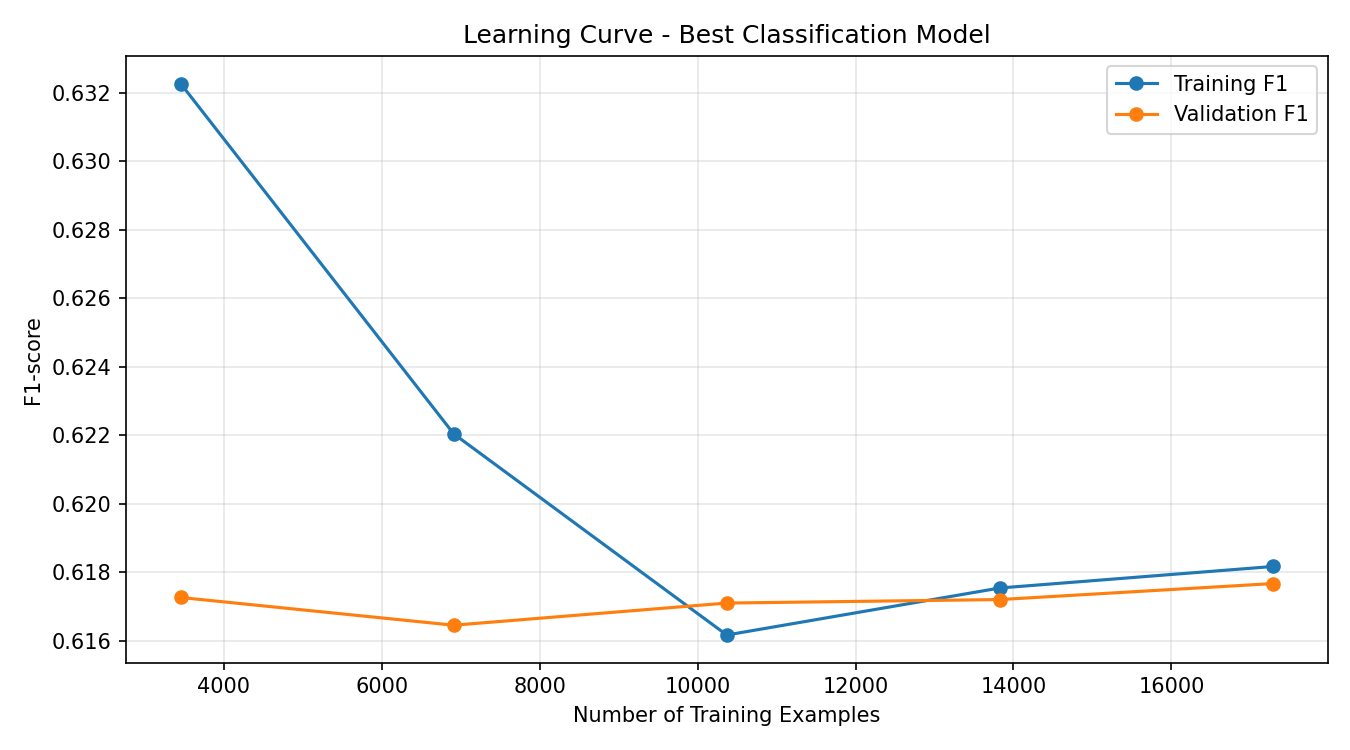 Learning Curve - Best Classification Model
Training F1
Validation F1
0.632
0.630
0.628
0.626
0.624
0.622
0.620
0.618
0.616
F1-score
4000 6000 8000 10000 12000 14000 16000
Number of Training Examples